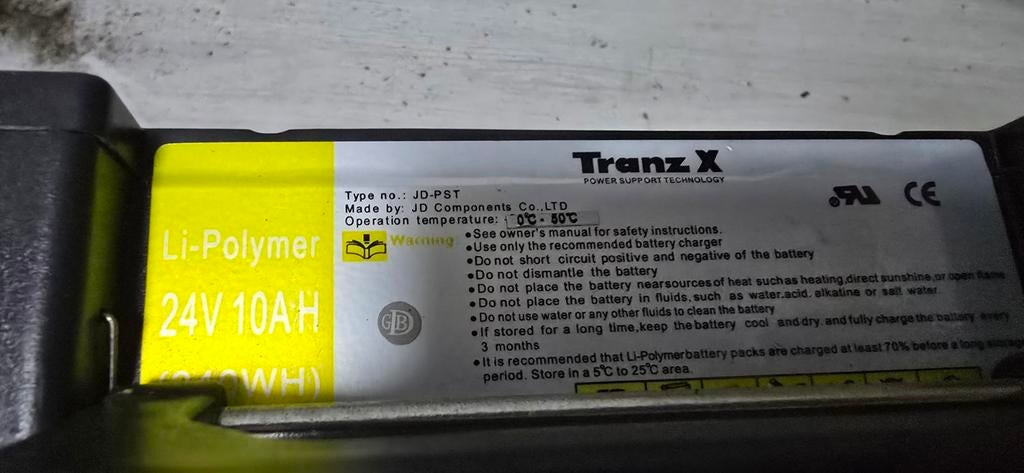 Tranz X
POWER SUPPORT TECHNOLOGY
Type no.: JD-PST
Made by: JD Components Co.,LTD
Operation temperature: 0℃ - 50℃
Warning:
Li-Polymer
24V 10A·H
•See owner's manual for safety instructions.
•Use only the recommended battery charger
•Do not short circuit positive and negative of the battery
•Do not dismantle the battery
•Do not place the battery nearsources of heat suchas heating,direct sunshine,or open flame
•Do not place the battery in fluids, such as water,acid, alkatine or salt water.
•Do not use water or any other fluids to clean the battery
•If stored for a long time,keep the battery cool and dry, and fully charge the battery every
3 months
•It is recommended that Li-Polymerbattery packs are charged at least 70% before a long storage
period. Store in a 5℃ to 25℃ area.
CE